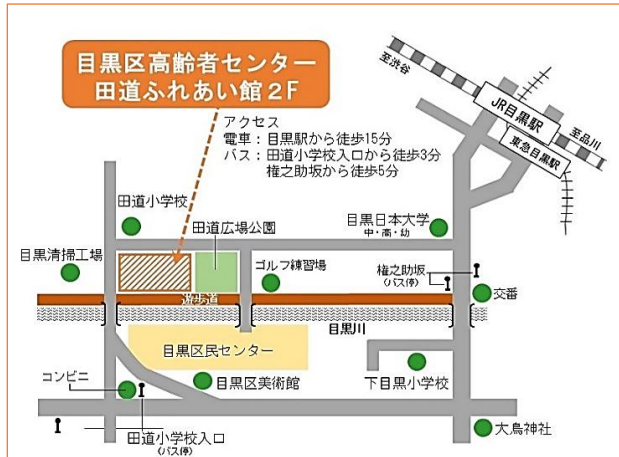 目黒区高齢者センター
田道ふれあい館２F
アクセス
電車：目黒駅から徒歩15分
バス：田道小学校入口から徒歩3分
権之助坂から徒歩5分
至渋谷
JR目黒駅
至品川
東急目黒駅
田道小学校
田道広場公園
目黒日本大学
中・高・幼
目黒清掃工場
ゴルフ練習場
権之助坂
(バス停)
交番
遊歩道
目黒川
目黒区民センター
コンビニ
目黒区美術館
下目黒小学校
田道小学校入口
(バス停)
大鳥神社